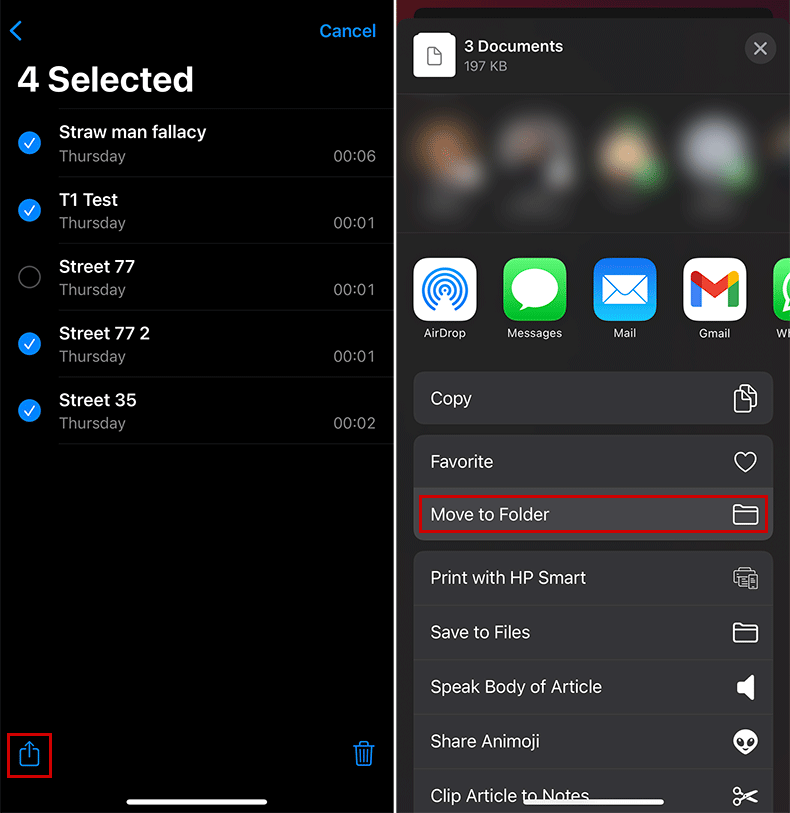 Cancel
4 Selected
Straw man fallacy
Thursday 00:06
T1 Test
Thursday 00:01
Street 77
Thursday 00:01
Street 77 2
Thursday 00:01
Street 35
Thursday 00:02
3 Documents
197 KB
AirDrop Messages Mail Gmail
Copy
Favorite
Move to Folder
Print with HP Smart
Save to Files
Speak Body of Article
Share Animoji
Clip Article to Notes